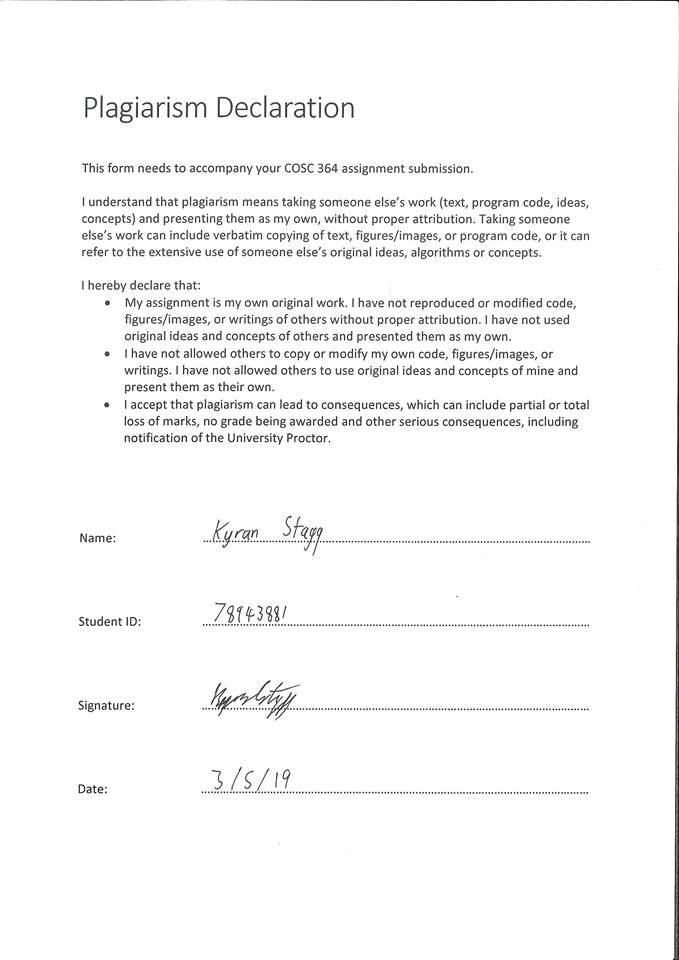 Plagiarism Declaration
This form needs to accompany your COSC 364 assignment submission.
I understand that plagiarism means taking someone else's work (text, program code, ideas,
concepts) and presenting them as my own, without proper attribution. Taking someone
else's work can include verbatim copying of text, figures/images, or program code, or it can
refer to the extensive use of someone else's original ideas, algorithms or concepts.
I hereby declare that:
• My assignment is my own original work. I have not reproduced or modified code,
figures/images, or writings of others without proper attribution. I have not used
original ideas and concepts of others and presented them as my own.
• I have not allowed others to copy or modify my own code, figures/images, or
writings. I have not allowed others to use original ideas and concepts of mine and
present them as their own.
• I accept that plagiarism can lead to consequences, which can include partial or total
loss of marks, no grade being awarded and other serious consequences, including
notification of the University Proctor.
Name: Kyran Stagg
Student ID: 78943881
Signature:
Date: 3/5/19